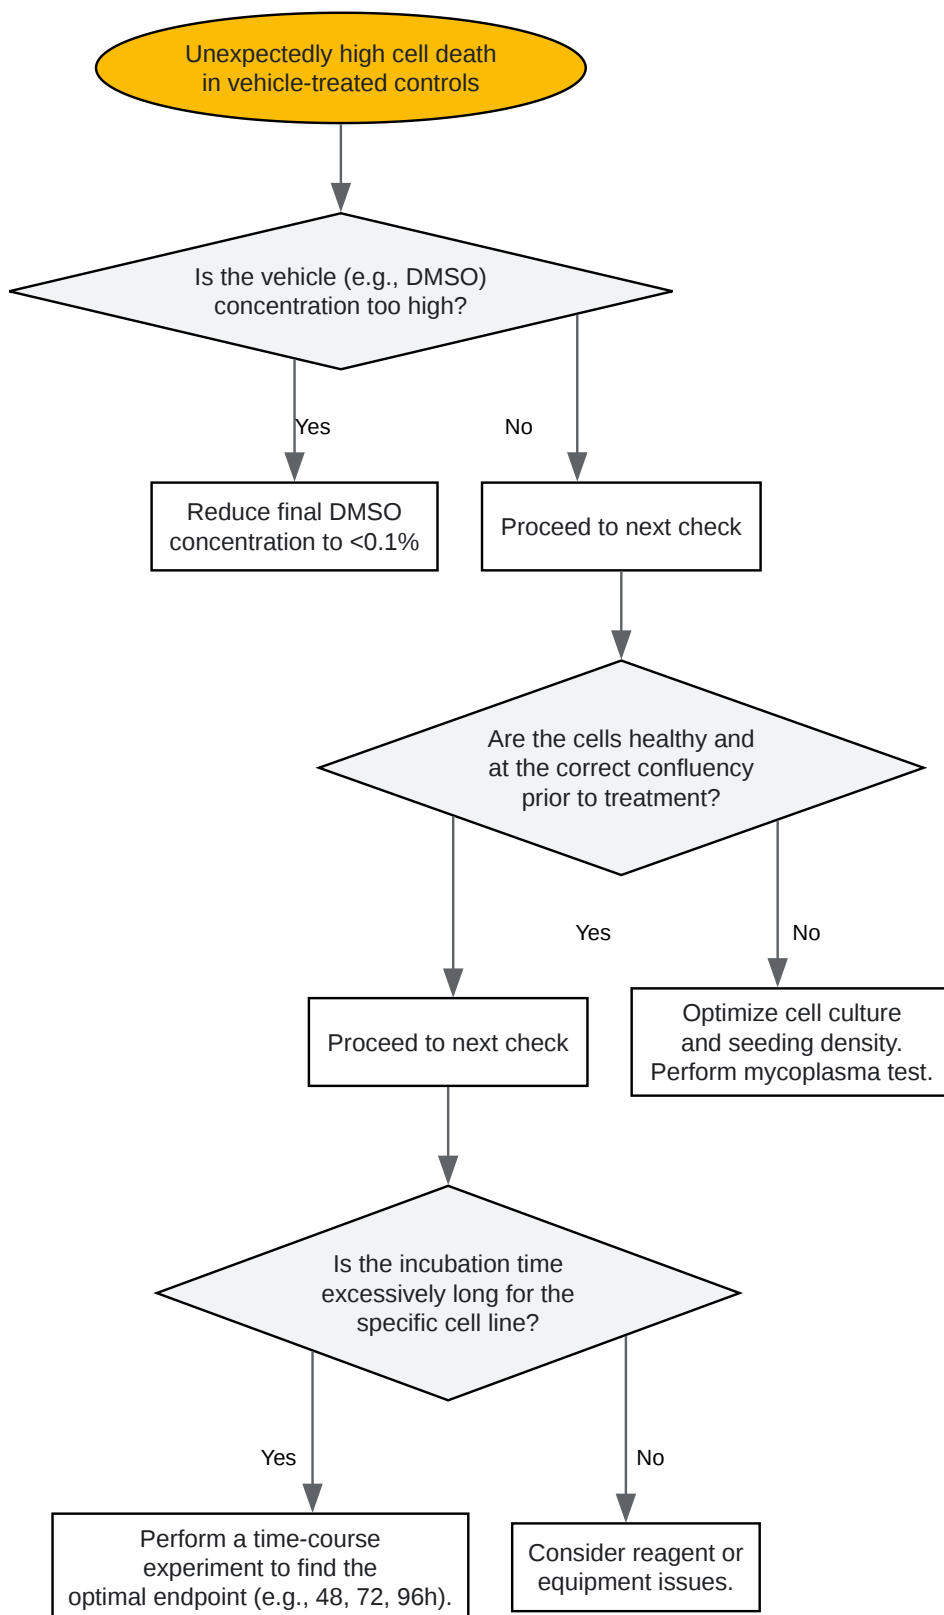 Unexpectedly high cell death
in vehicle-treated controls
Is the vehicle (e.g., DMSO)
concentration too high?
Yes
No
Reduce final DMSO
concentration to <0.1%
Proceed to next check
Are the cells healthy and
at the correct confluency
prior to treatment?
Yes
No
Proceed to next check
Optimize cell culture
and seeding density.
Perform mycoplasma test.
Is the incubation time
excessively long for the
specific cell line?
Yes
No
Perform a time-course
experiment to find the
optimal endpoint (e.g., 48, 72, 96h).
Consider reagent or
equipment issues.